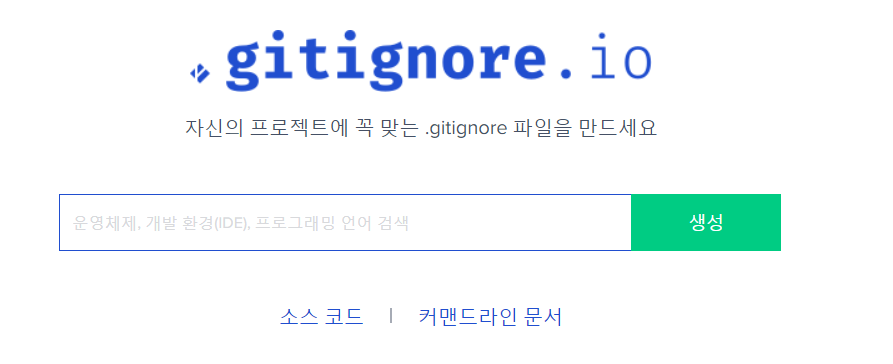 .gitignore.io
자신의 프로젝트에 꼭 맞는 .gitignore 파일을 만드세요
운영체제, 개발 환경(IDE), 프로그래밍 언어 검색
생성
소스 코드 | 커맨드라인 문서